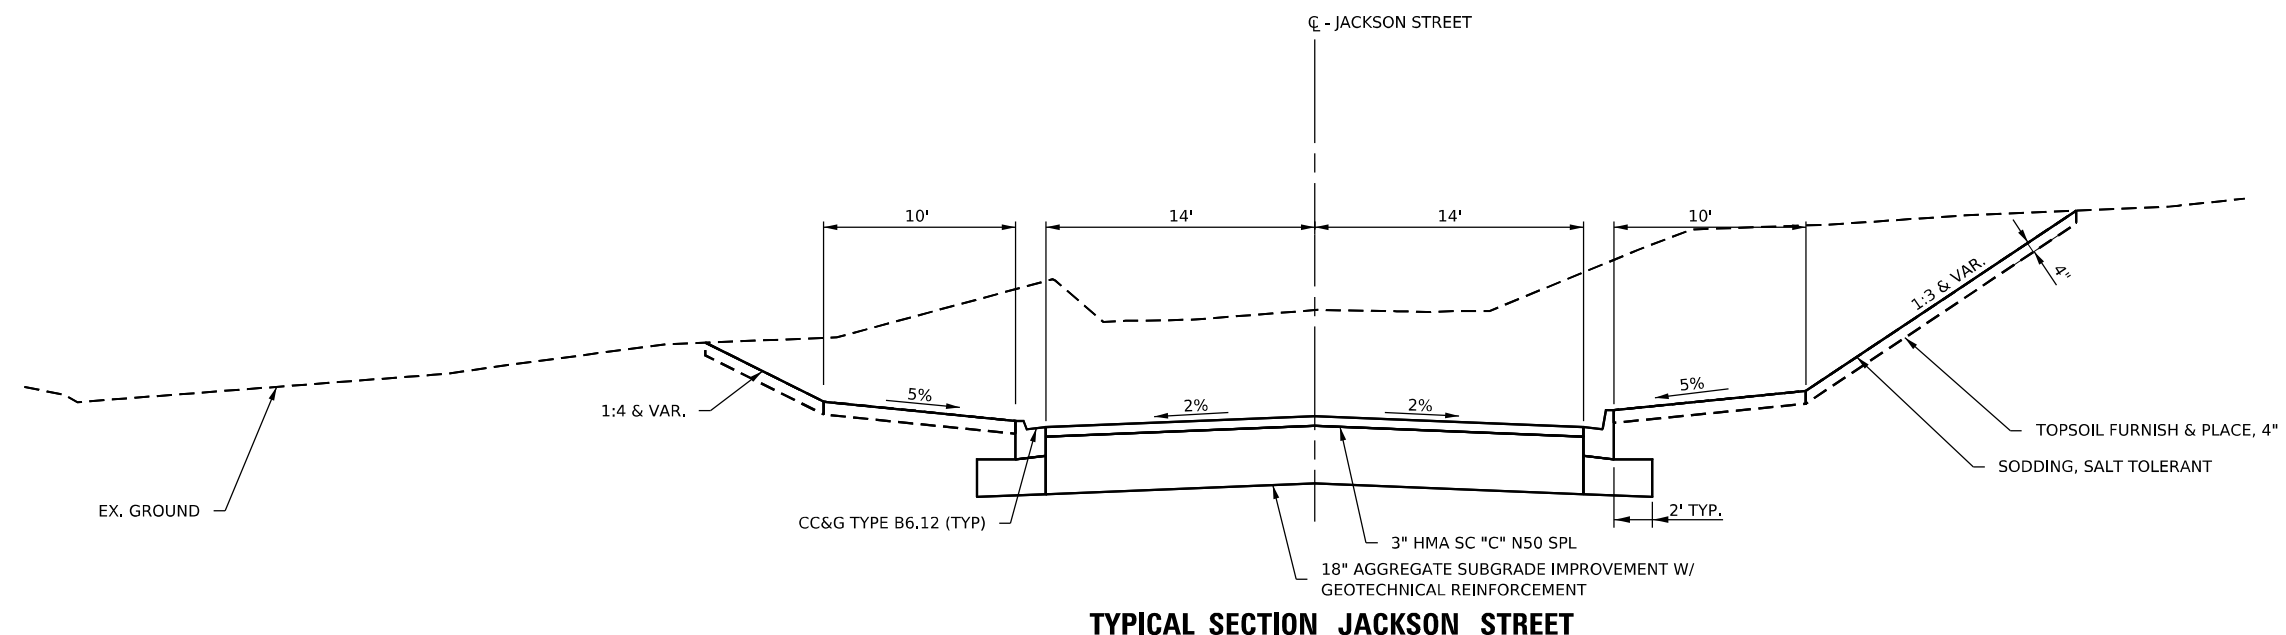 ℄ - JACKSON STREET
10'
14'
14'
10'
1:3 & VAR.
4"
5%
2%
2%
5%
1:4 & VAR.
TOPSOIL FURNISH & PLACE, 4"
SODDING, SALT TOLERANT
EX. GROUND
CC&G TYPE B6.12 (TYP)
2' TYP.
3" HMA SC "C" N50 SPL
18" AGGREGATE SUBGRADE IMPROVEMENT W/
GEOTECHNICAL REINFORCEMENT
TYPICAL SECTION JACKSON STREET